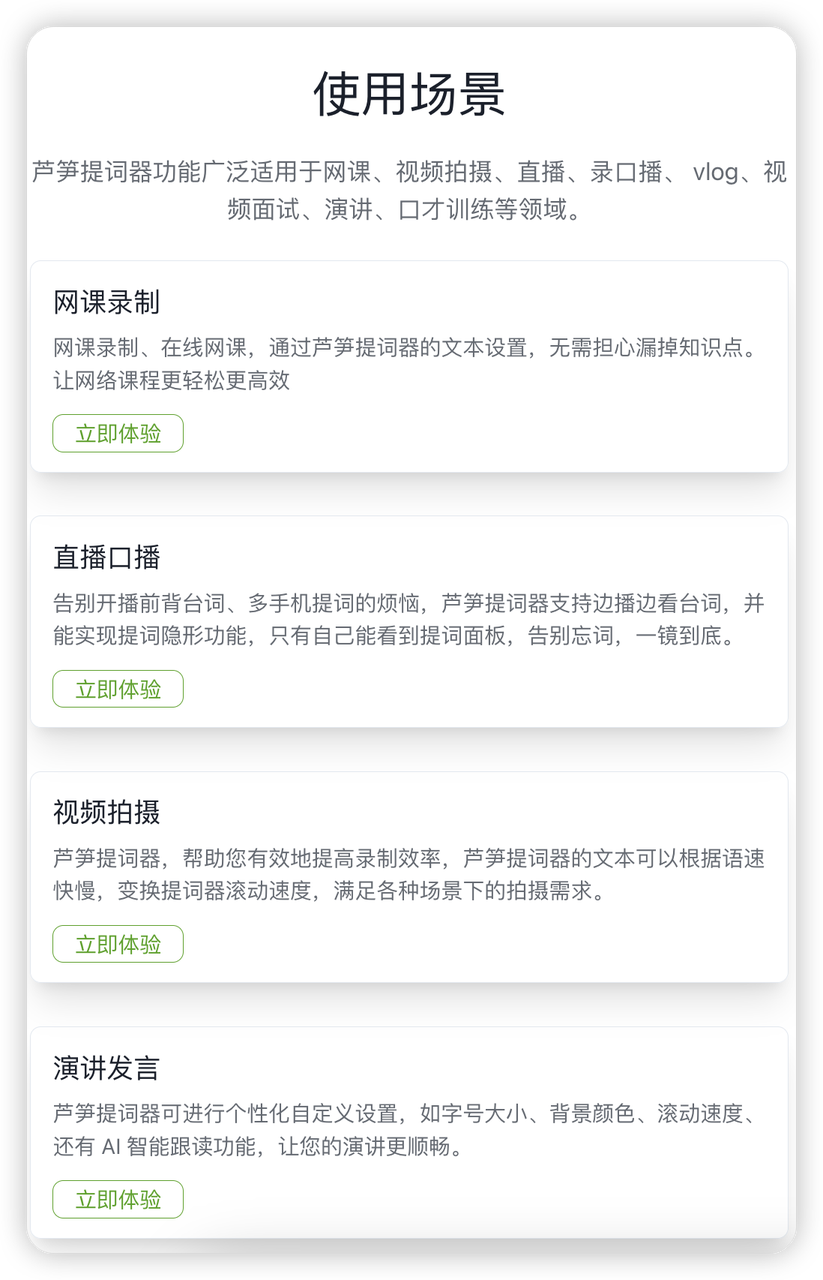 使用场景
芦笋提词器功能广泛适用于网课、视频拍摄、直播、录口播、 vlog、视
频面试、演讲、口才训练等领域。
网课录制
网课录制、在线网课，通过芦笋提词器的文本设置，无需担心漏掉知识点。
让网络课程更轻松更高效
立即体验
直播口播
告别开播前背台词、多手机提词的烦恼，芦笋提词器支持边播边看台词，并
能实现提词隐形功能，只有自己能看到提词面板，告别忘词，一镜到底。
立即体验
视频拍摄
芦笋提词器，帮助您有效地提高录制效率，芦笋提词器的文本可以根据语速
快慢，变换提词器滚动速度，满足各种场景下的拍摄需求。
立即体验
演讲发言
芦笋提词器可进行个性化自定义设置，如字号大小、背景颜色、滚动速度、
还有 AI 智能跟读功能，让您的演讲更顺畅。
立即体验